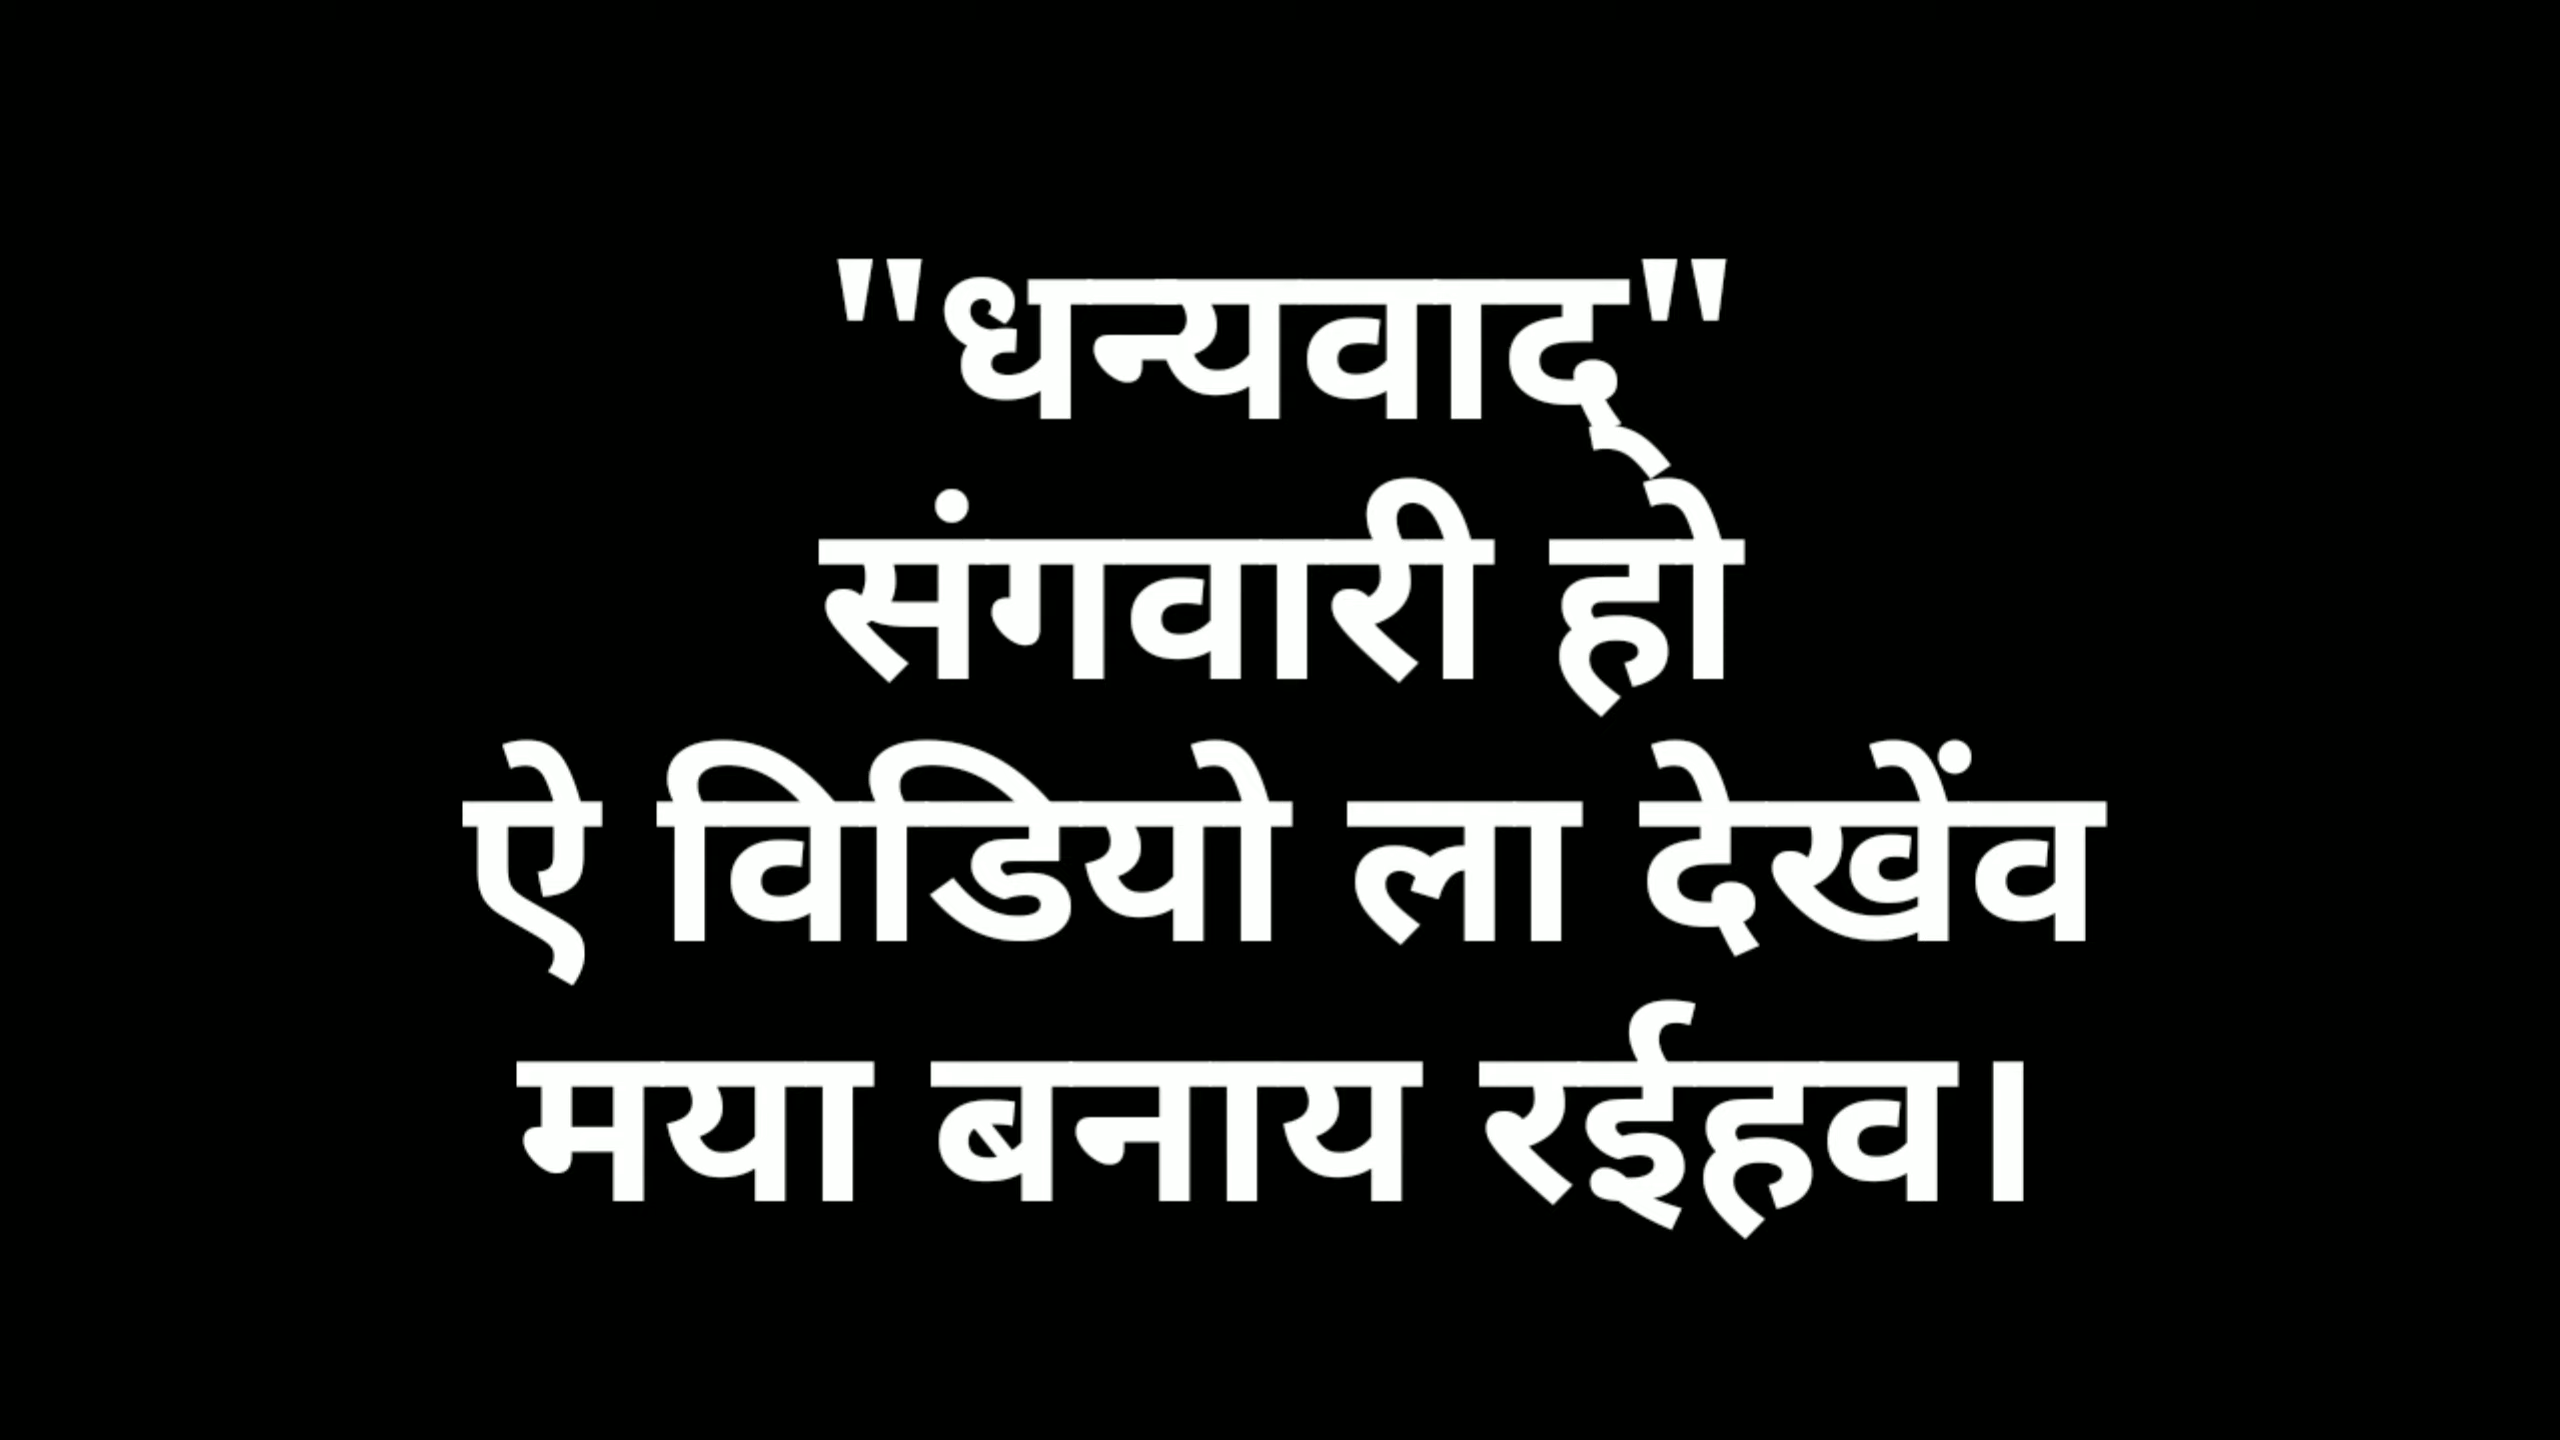 "धन्यवाद्"
संगवारी हो
ऐ विडियो ला देखेंव
मया बनाय रईहव।